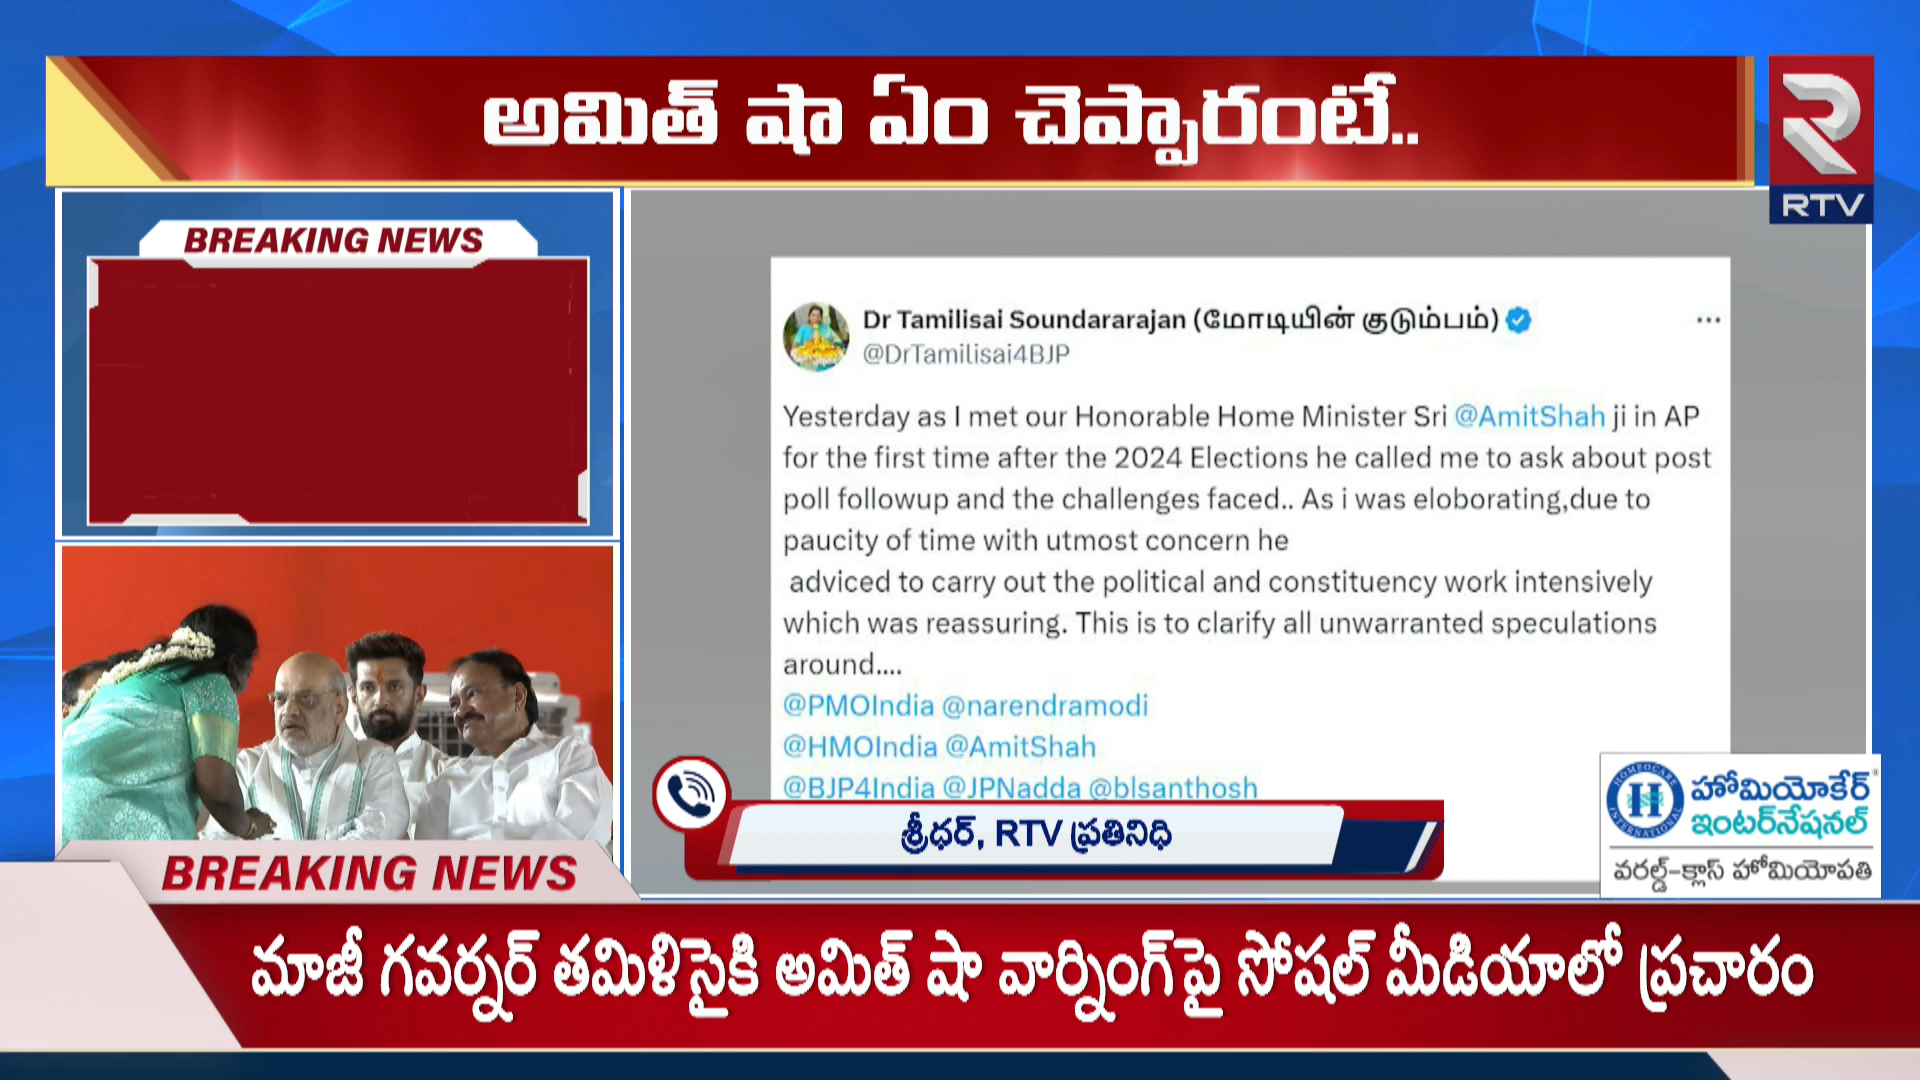 అమిత్ షా ఏం చెప్పారంటే..
RTV
BREAKING NEWS
Dr Tamilisai Soundararajan (மோடியின் குடும்பம்)
@DrTamilisai4BJP
Yesterday as I met our Honorable Home Minister Sri @AmitShah ji in AP
for the first time after the 2024 Elections he called me to ask about post
poll followup and the challenges faced.. As i was eloborating,due to
paucity of time with utmost concern he
adviced to carry out the political and constituency work intensively
which was reassuring. This is to clarify all unwarranted speculations
around....
@PMOIndia @narendramodi
@HMOIndia @AmitShah
@BJP4India @JPNadda @blsanthosh
శ్రీధర్, RTV ప్రతినిధి
HOMEOCARE
H
INTERNATIONAL
హోమియోకేర్
ఇంటర్‌నేషనల్
వరల్డ్-క్లాస్ హోమియోపతి
BREAKING NEWS
మాజీ గవర్నర్ తమిళిసైకి అమిత్ షా వార్నింగ్‌పై సోషల్ మీడియాలో ప్రచారం